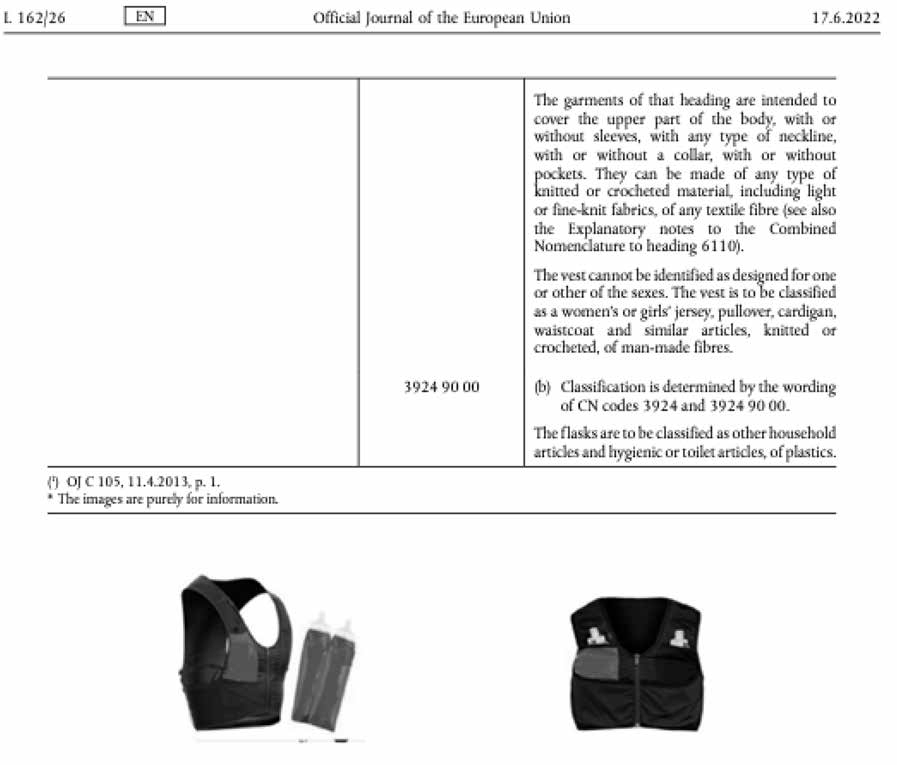 L 162/26 EN Official Journal of the European Union 17.6.2022
The garments of that heading are intended to
cover the upper part of the body, with or
without sleeves, with any type of neckline,
with or without a collar, with or without
pockets. They can be made of any type of
knitted or crocheted material, including light
or fine-knit fabrics, of any textile fibre (see also
the Explanatory notes to the Combined
Nomenclature to heading 6110).
The vest cannot be identified as designed for one
or other of the sexes. The vest is to be classified
as a women's or girls' jersey, pullover, cardigan,
waistcoat and similar articles, knitted or
crocheted, of man-made fibres.
3924 90 00 (b) Classification is determined by the wording
of CN codes 3924 and 3924 90 00.
The flasks are to be classified as other household
articles and hygienic or toilet articles, of plastics.
(¹) OJ C 105, 11.4.2013, p. 1.
* The images are purely for information.